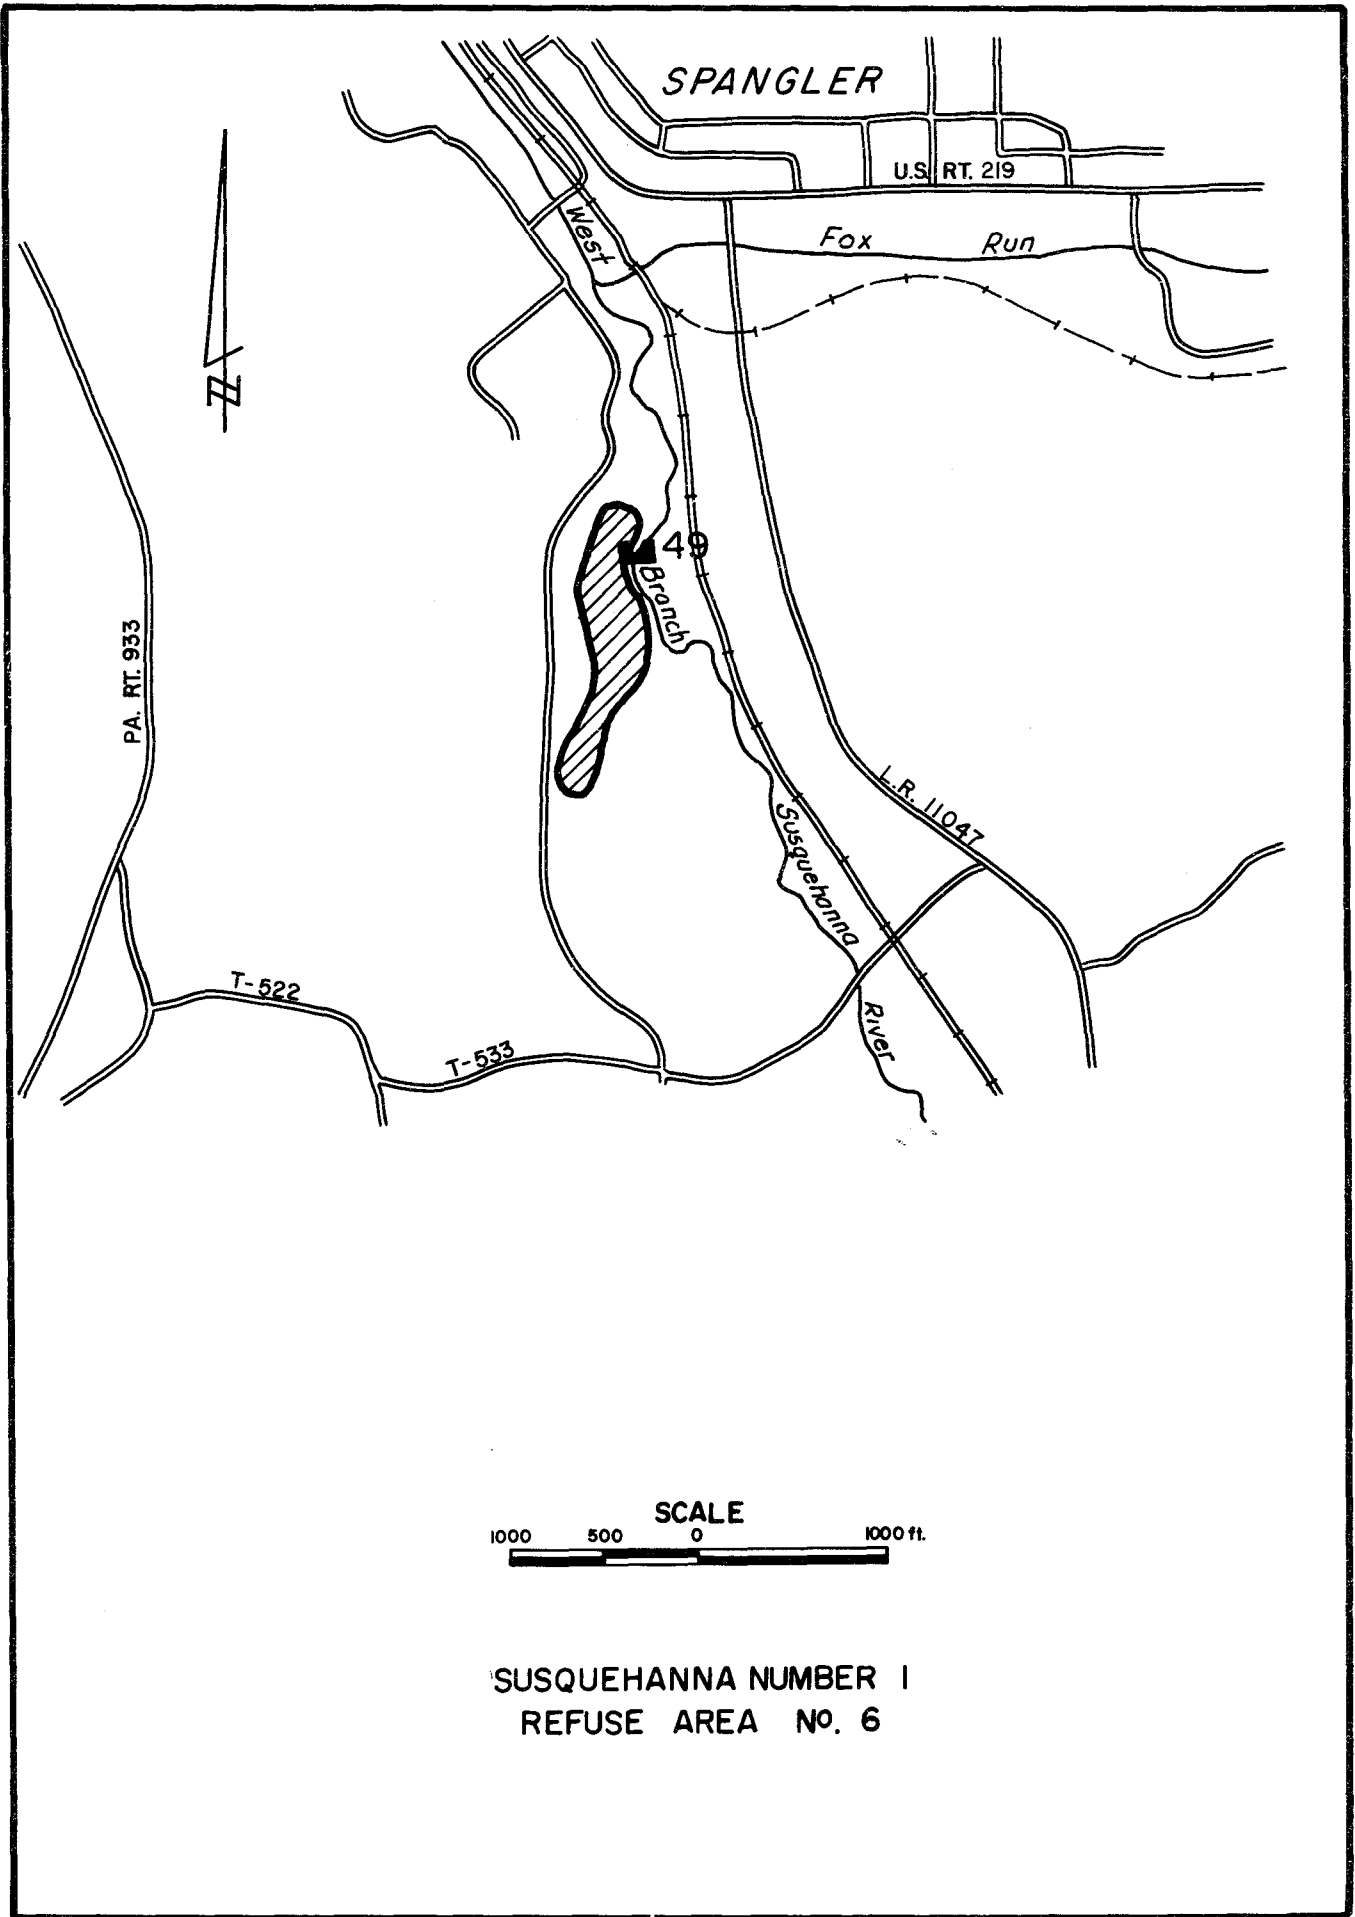 SPANGLER
U.S. RT. 219
West
Fox Run
N
49
Branch
PA. RT. 933
L.R. 11047
Susquehanna
T-522
River
T-533
SCALE
1000 500 0 1000 ft.
SUSQUEHANNA NUMBER 1
REFUSE AREA NO. 6